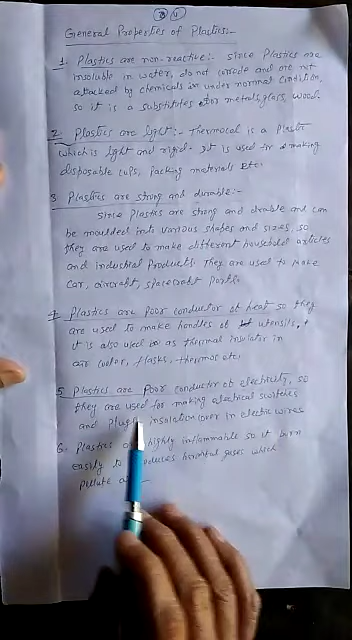 General Properties of Plastics:-
1. Plastics are non-reactive:- Since Plastics are
insoluble in water, do not corrode and are not
attacked by chemicals in under normal condition,
so it is a substitutes for metals, glass, wood.
2. Plastics are light:- Thermocol is a Plastic
which is light and rigid. It is used in making
disposable cups, Packing materials etc.
3. Plastics are strong and durable:-
Since Plastics are strong and drable and can
be moulded into various shapes and sizes, so
they are used to make different household articles
and industrial Products. They are used to make
car, aircraft, spacecraft Parts.
4. Plastics are Poor conductor of heat so they
are used to make handles of utensils,
it is also used as thermal insulator in
air cooler, flasks, thermos etc.
5. Plastics are Poor conductor of electricity, so
they are used for making electrical switches
and Plugs insolation cover in electric wires
6. Plastics highly inflammable so it burn
easily to harmful gases which
Pollute